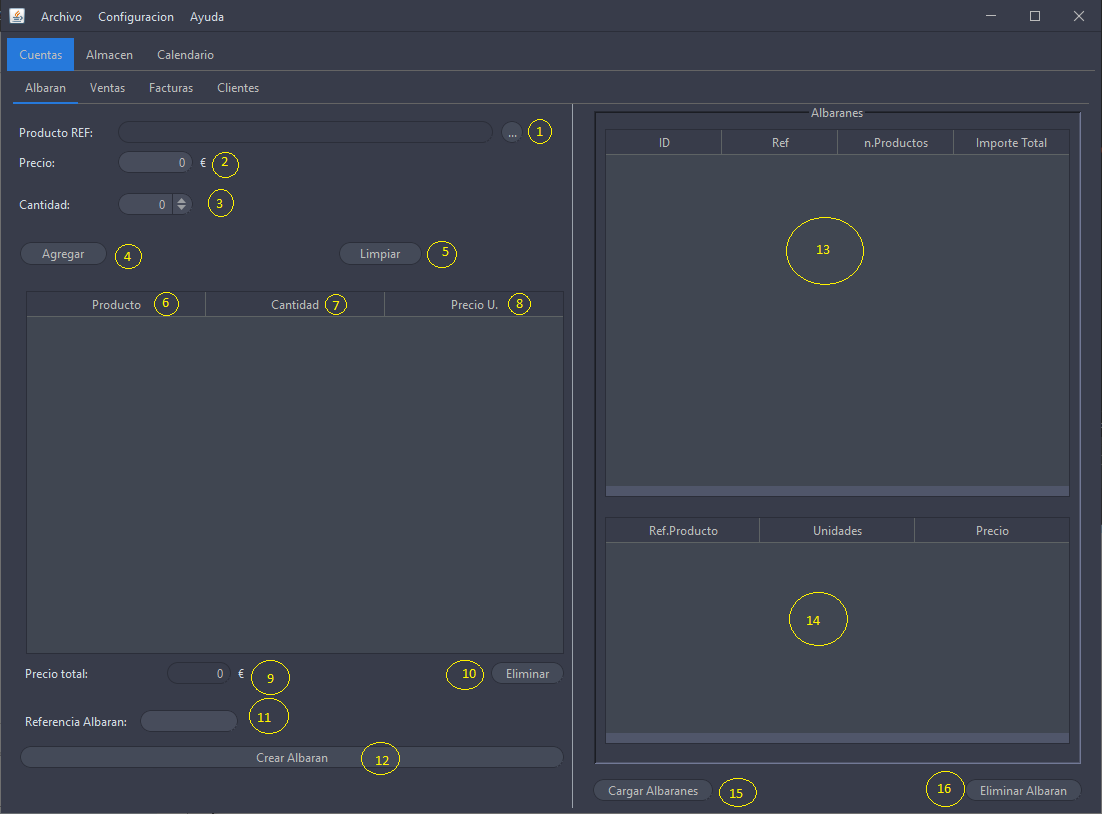 Archivo Configuracion Ayuda
Cuentas Almacen Calendario
Albaran Ventas Facturas Clientes
Producto REF: ... 1
Precio: 0 € 2
Cantidad: 0 3
Agregar 4 Limpiar 5
Producto 6 Cantidad 7 Precio U. 8
Precio total: 0 € 9 10 Eliminar
Referencia Albaran: 11
Crear Albaran 12
Albaranes
ID Ref n.Productos Importe Total
13
Ref.Producto Unidades Precio
14
Cargar Albaranes 15 16 Eliminar Albaran